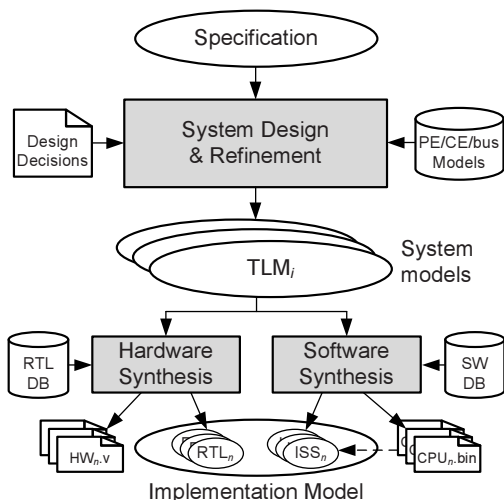 Specification
Design
Decisions
System Design
& Refinement
PE/CE/bus
Models
TLMi
System
models
RTL
DB
Hardware
Synthesis
Software
Synthesis
SW
DB
HWn.v
RTLn
ISSn
CPUn.bin
Implementation Model